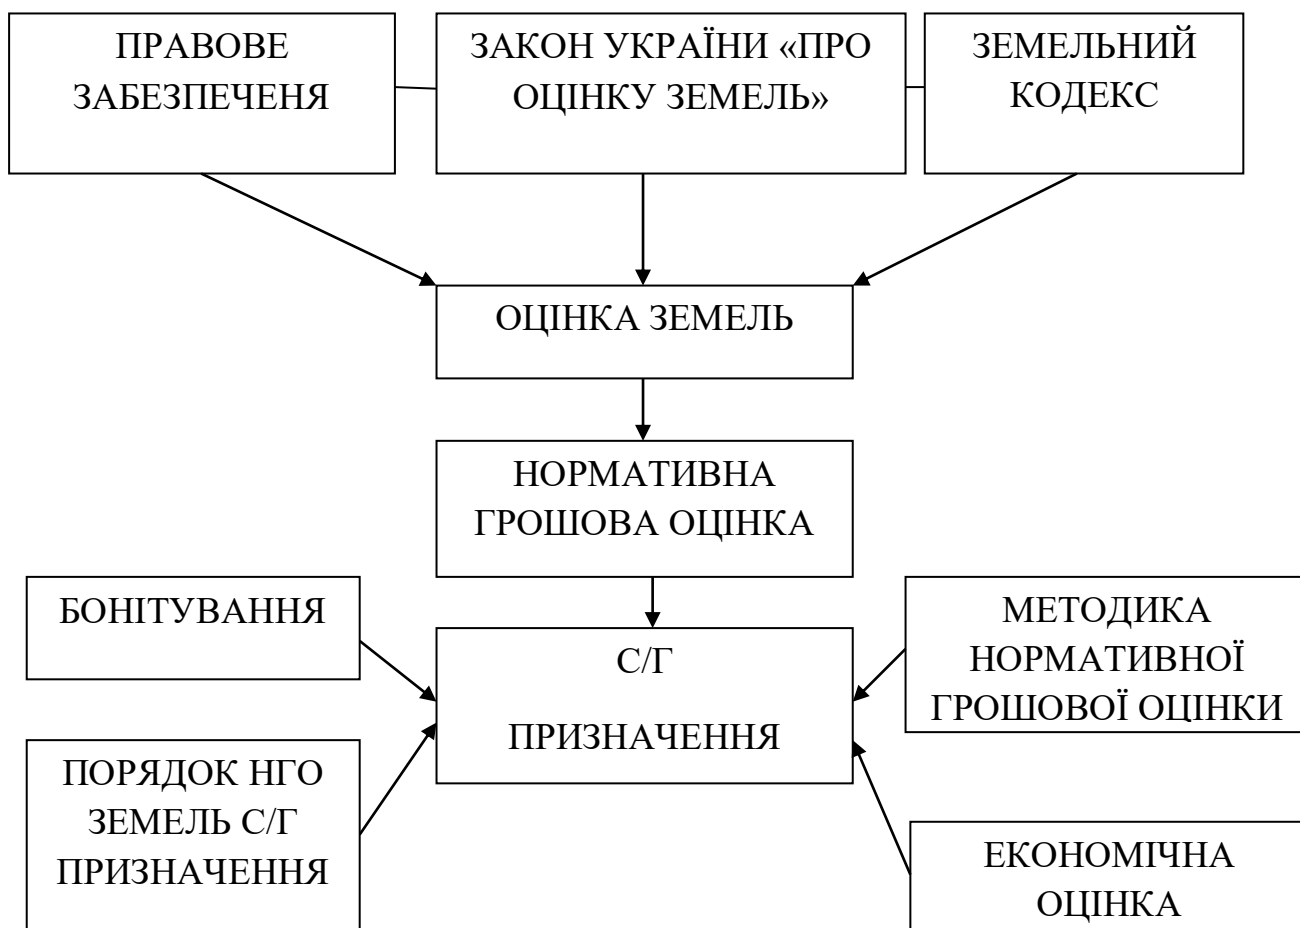 ПРАВОВЕ
ЗАБЕЗПЕЧЕНЯ
ЗАКОН УКРАЇНИ «ПРО
ОЦІНКУ ЗЕМЕЛЬ»
ЗЕМЕЛЬНИЙ
КОДЕКС
ОЦІНКА ЗЕМЕЛЬ
НОРМАТИВНА
ГРОШОВА ОЦІНКА
БОНІТУВАННЯ
С/Г
ПРИЗНАЧЕННЯ
МЕТОДИКА
НОРМАТИВНОЇ
ГРОШОВОЇ ОЦІНКИ
ПОРЯДОК НГО
ЗЕМЕЛЬ С/Г
ПРИЗНАЧЕННЯ
ЕКОНОМІЧНА
ОЦІНКА